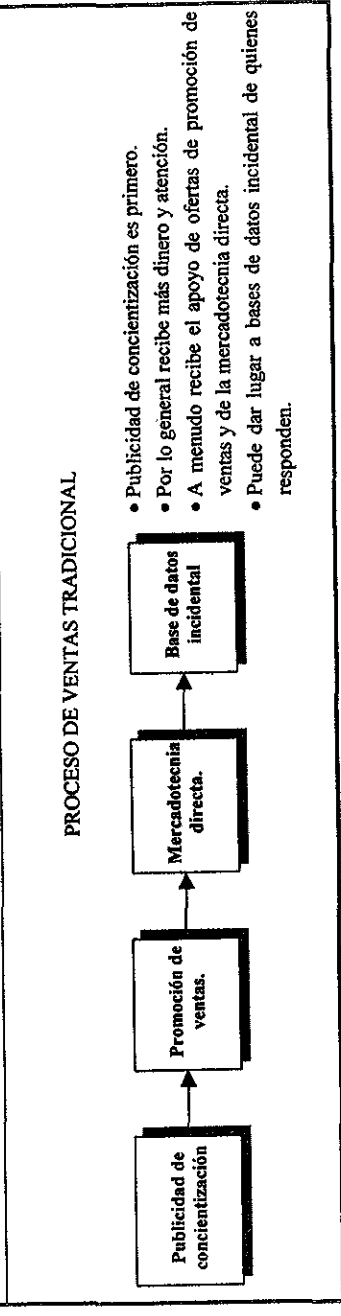 PROCESO DE VENTAS TRADICIONAL
Publicidad de
concientización
Promoción de
ventas.
Mercadotecnia
directa.
Base de datos
incidental
• Publicidad de concientización es primero.
• Por lo general recibe más dinero y atención.
• A menudo recibe el apoyo de ofertas de promoción de
ventas y de la mercadotecnia directa.
• Puede dar lugar a bases de datos incidental de quienes
responden.